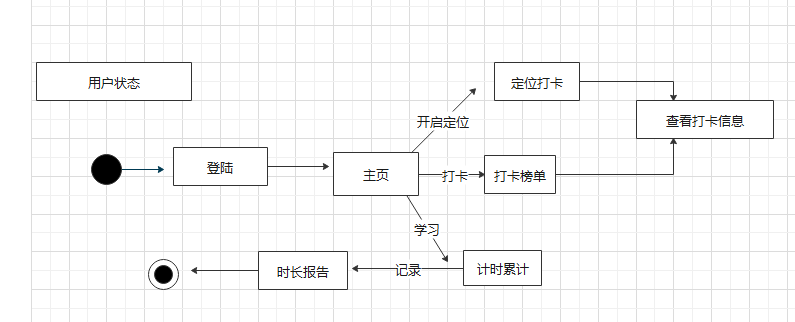 用户状态
定位打卡
查看打卡信息
开启定位
登陆
主页
打卡
打卡榜单
学习
时长报告
记录
计时累计